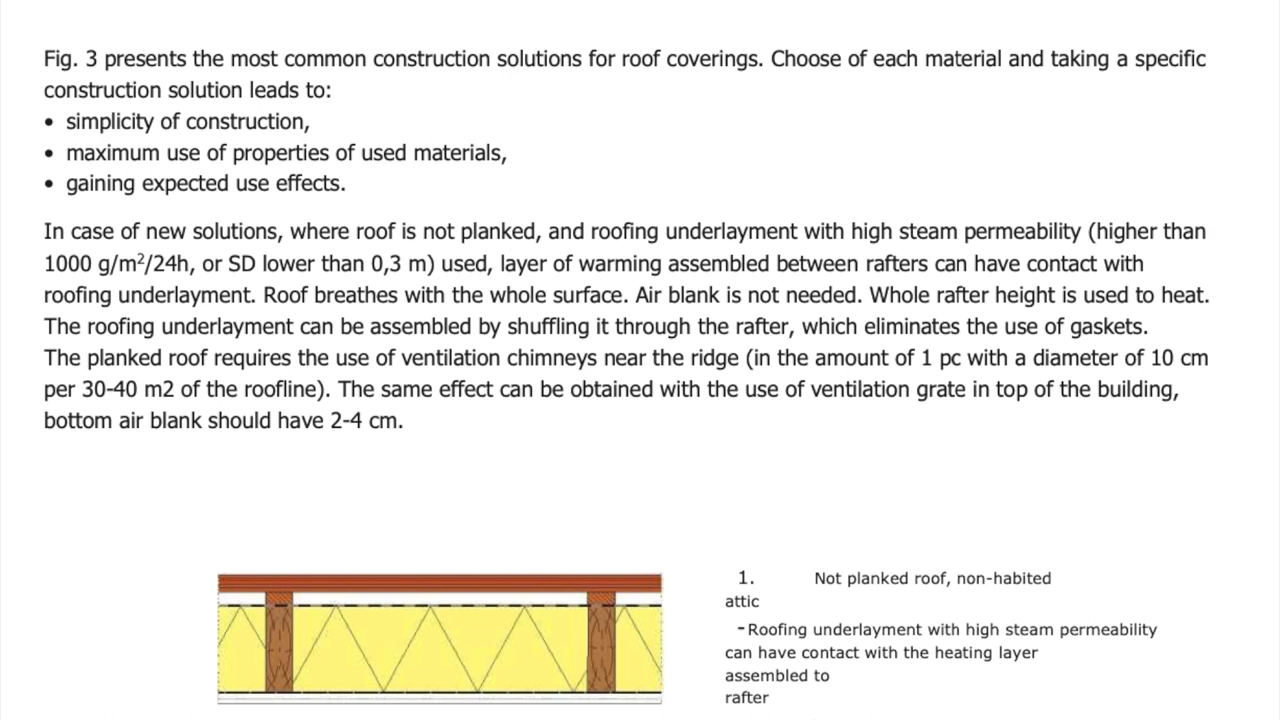 Fig. 3 presents the most common construction solutions for roof coverings. Choose of each material and taking a specific
construction solution leads to:
• simplicity of construction,
• maximum use of properties of used materials,
• gaining expected use effects.
In case of new solutions, where roof is not planked, and roofing underlayment with high steam permeability (higher than
1000 g/m²/24h, or SD lower than 0,3 m) used, layer of warming assembled between rafters can have contact with
roofing underlayment. Roof breathes with the whole surface. Air blank is not needed. Whole rafter height is used to heat.
The roofing underlayment can be assembled by shuffling it through the rafter, which eliminates the use of gaskets.
The planked roof requires the use of ventilation chimneys near the ridge (in the amount of 1 pc with a diameter of 10 cm
per 30-40 m2 of the roofline). The same effect can be obtained with the use of ventilation grate in top of the building,
bottom air blank should have 2-4 cm.
1. Not planked roof, non-habited
attic
-Roofing underlayment with high steam permeability
can have contact with the heating layer
assembled to
rafter